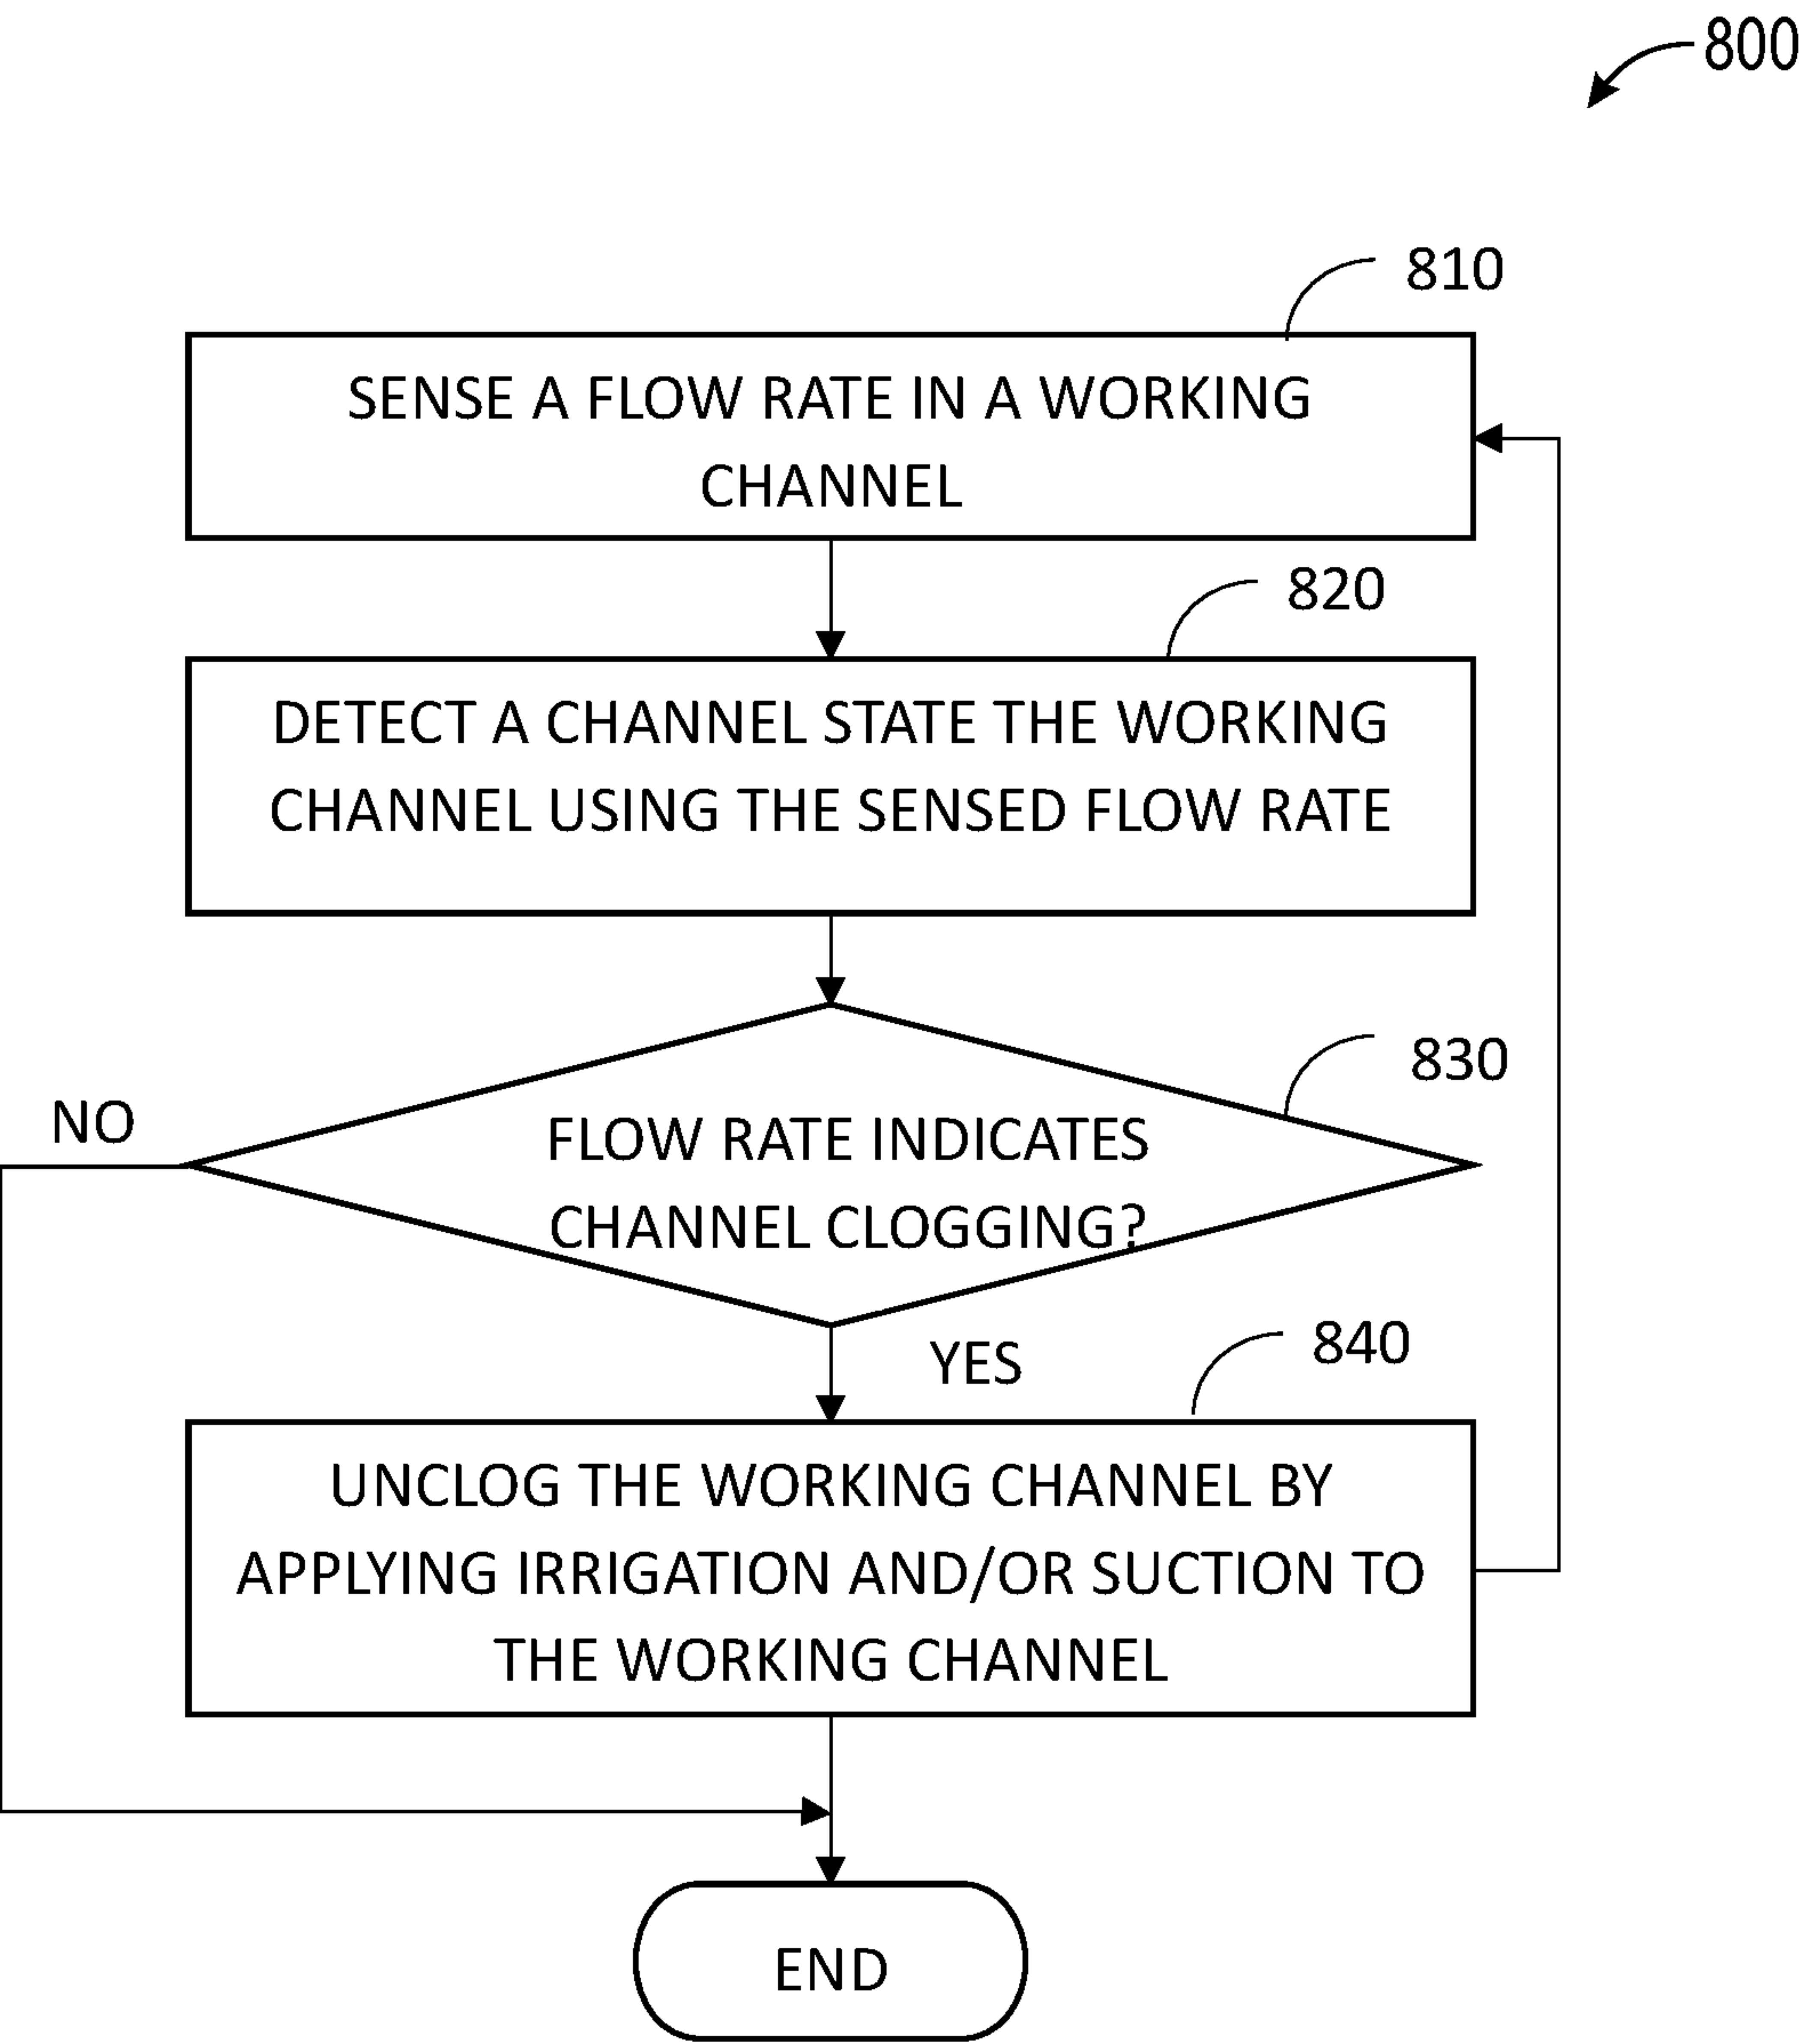 800
810
SENSE A FLOW RATE IN A WORKING
CHANNEL
820
DETECT A CHANNEL STATE THE WORKING
CHANNEL USING THE SENSED FLOW RATE
830
NO
FLOW RATE INDICATES
CHANNEL CLOGGING?
YES
840
UNCLOG THE WORKING CHANNEL BY
APPLYING IRRIGATION AND/OR SUCTION TO
THE WORKING CHANNEL
END